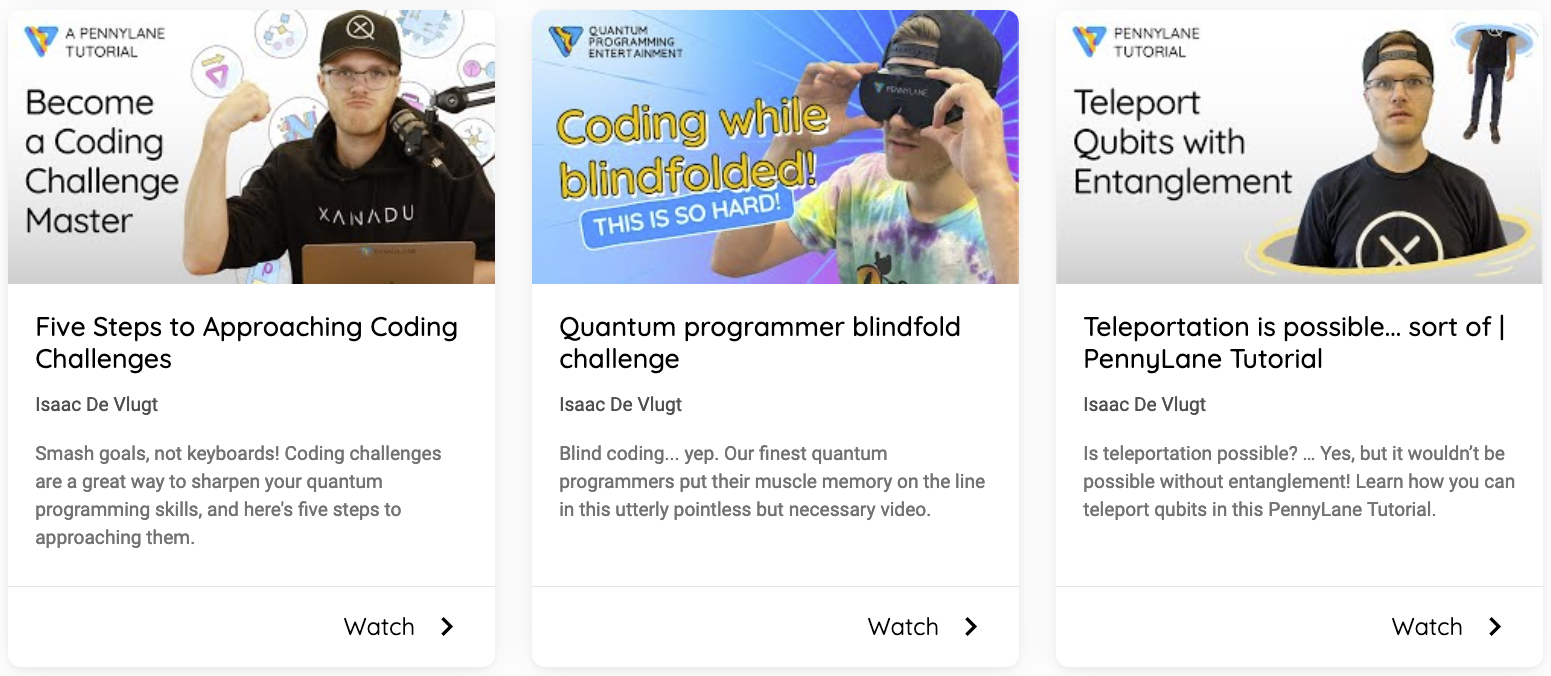 A PENNYLANE
TUTORIAL
Become
a Coding
Challenge
Master
XANADU
PENNYLANE
Five Steps to Approaching Coding
Challenges
Isaac De Vlugt
Smash goals, not keyboards! Coding challenges
are a great way to sharpen your quantum
programming skills, and here's five steps to
approaching them.
Watch
QUANTUM
PROGRAMMING
ENTERTAINMENT
PENNYLANE
Coding while
blindfolded!
THIS IS SO HARD!
Quantum programmer blindfold
challenge
Isaac De Vlugt
Blind coding... yep. Our finest quantum
programmers put their muscle memory on the line
in this utterly pointless but necessary video.
Watch
PENNYLANE
TUTORIAL
Teleport
Qubits with
Entanglement
Teleportation is possible... sort of |
PennyLane Tutorial
Isaac De Vlugt
Is teleportation possible? … Yes, but it wouldn’t be
possible without entanglement! Learn how you can
teleport qubits in this PennyLane Tutorial.
Watch